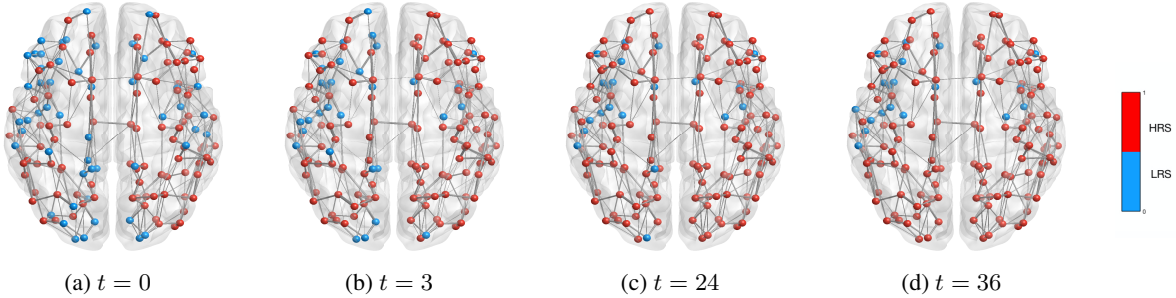 1
HRS
LRS
0
(a) t = 0
(b) t = 3
(c) t = 24
(d) t = 36